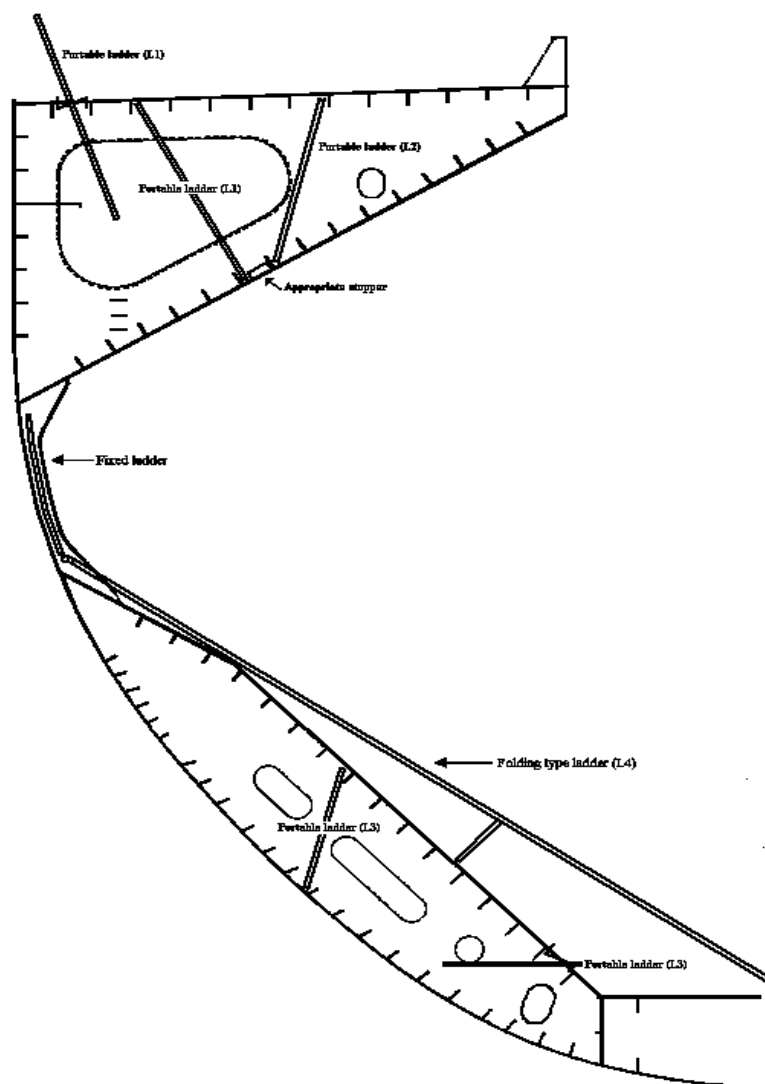 Portable ladder (L1)
Portable ladder (L2)
Portable ladder (L1)
Appropriate stopper
Fixed ladder
Folding type ladder (L4)
Portable ladder (L3)
Portable ladder (L3)